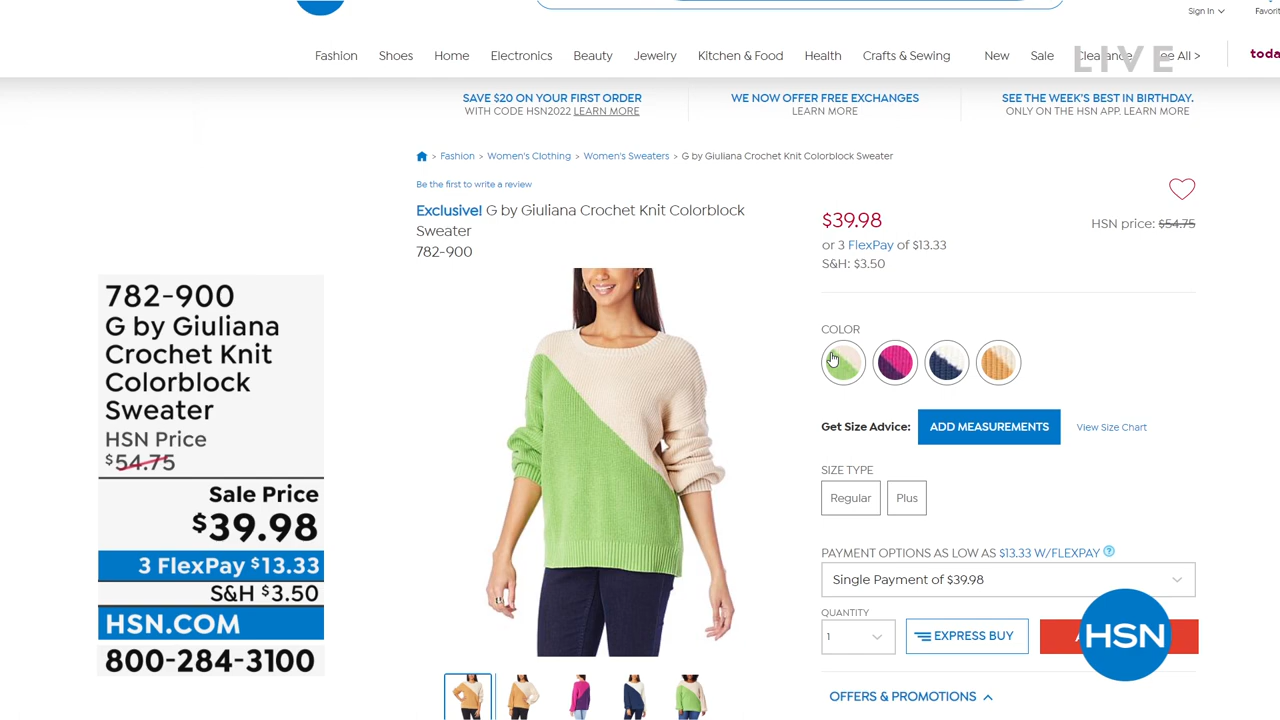 Sign In
Fashion Shoes Home Electronics Beauty Jewelry Kitchen & Food Health Crafts & Sewing New Sale Clearance See All >
LIVE
SAVE $20 ON YOUR FIRST ORDER
WITH CODE HSN2022 LEARN MORE
WE NOW OFFER FREE EXCHANGES
LEARN MORE
SEE THE WEEK'S BEST IN BIRTHDAY.
ONLY ON THE HSN APP. LEARN MORE
> Fashion > Women's Clothing > Women's Sweaters > G by Giuliana Crochet Knit Colorblock Sweater
Be the first to write a review
Exclusive! G by Giuliana Crochet Knit Colorblock
Sweater
782-900
$39.98
HSN price: $54.75
or 3 FlexPay of $13.33
S&H: $3.50
COLOR
Get Size Advice: ADD MEASUREMENTS View Size Chart
SIZE TYPE
Regular Plus
PAYMENT OPTIONS AS LOW AS $13.33 W/FLEXPAY ?
Single Payment of $39.98
QUANTITY
1 EXPRESS BUY
HSN
OFFERS & PROMOTIONS
782-900
G by Giuliana
Crochet Knit
Colorblock
Sweater
HSN Price
$54.75
Sale Price
$39.98
3 FlexPay $13.33
S&H $3.50
HSN.COM
800-284-3100